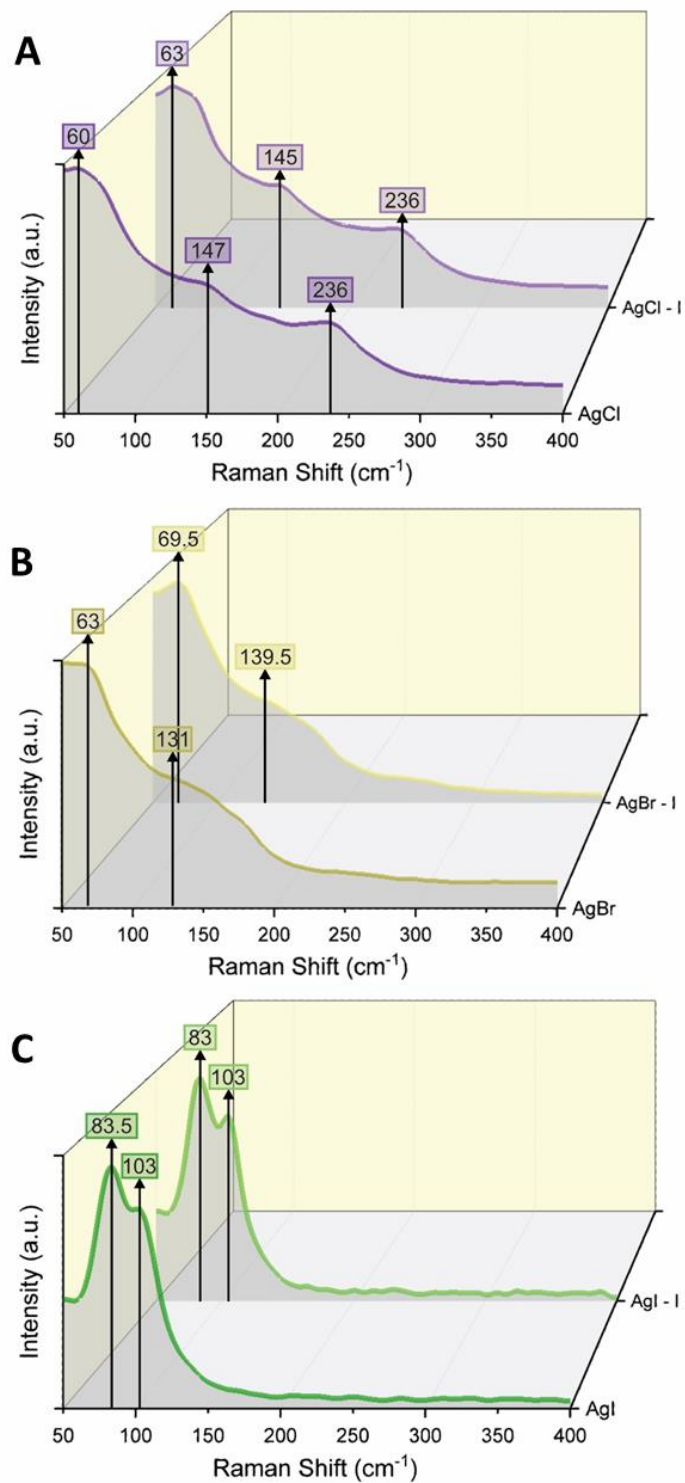 A
63
60
145
236
147
236
Intensity (a.u.)
AgCl - I
AgCl
50 100 150 200 250 300 350 400
Raman Shift (cm⁻¹)
B
69.5
63
139.5
131
Intensity (a.u.)
AgBr - I
AgBr
50 100 150 200 250 300 350 400
Raman Shift (cm⁻¹)
C
83
103
83.5
103
Intensity (a.u.)
AgI - I
AgI
50 100 150 200 250 300 350 400
Raman Shift (cm⁻¹)